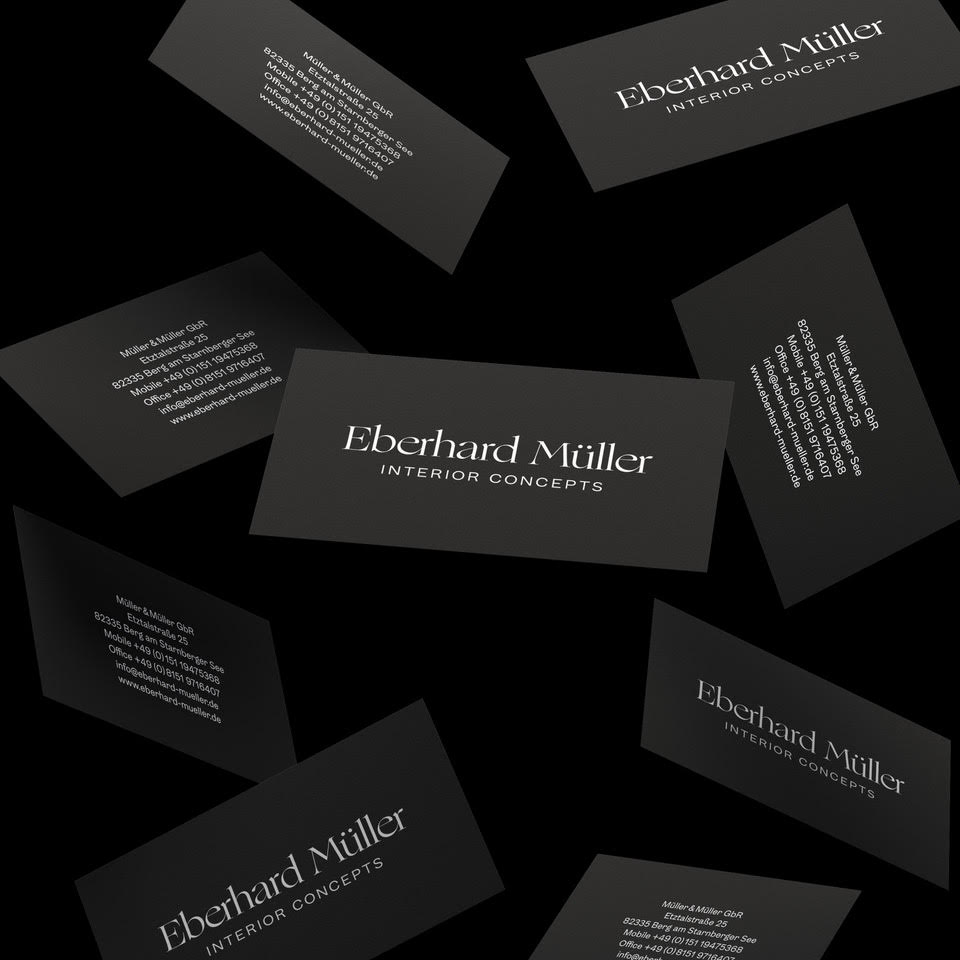 Müller & Müller GbR
Etztalstraße 25
82335 Berg am Starnberger See
Mobile +49 (0)151 19475368
Office +49 (0)8151 9716407
info@eberhard-mueller.de
www.eberhard-mueller.de
Eberhard Müller
INTERIOR CONCEPTS
Müller & Müller GbR
Etztalstraße 25
82335 Berg am Starnberger See
Mobile +49 (0)151 19475368
Office +49 (0)8151 9716407
info@eberhard-mueller.de
www.eberhard-mueller.de
Eberhard Müller
INTERIOR CONCEPTS
Müller & Müller GbR
Etztalstraße 25
82335 Berg am Starnberger See
Mobile +49 (0)151 19475368
Office +49 (0)8151 9716407
info@eberhard-mueller.de
www.eberhard-mueller.de
Müller & Müller GbR
Etztalstraße 25
82335 Berg am Starnberger See
Mobile +49 (0)151 19475368
Office +49 (0)8151 9716407
info@eberhard-mueller.de
www.eberhard-mueller.de
Eberhard Müller
INTERIOR CONCEPTS
Eberhard Müller
INTERIOR CONCEPTS
Müller & Müller GbR
Etztalstraße 25
82335 Berg am Starnberger See
Mobile +49 (0)151 19475368
Office +49 (0)8151 9716407